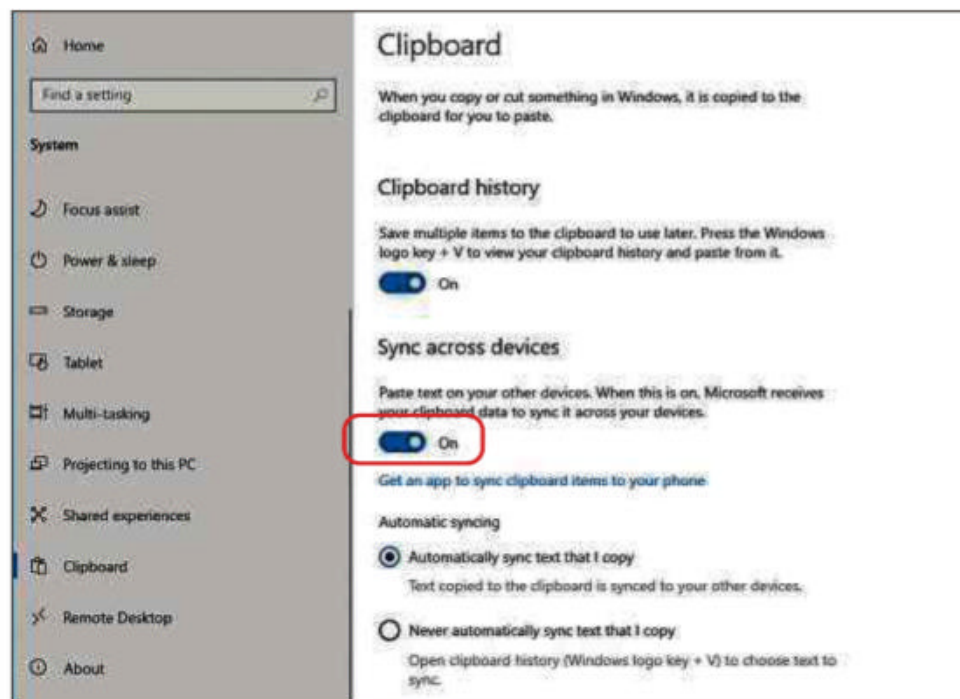 Home
Find a setting
System
Focus assist
Power & sleep
Storage
Tablet
Multi-tasking
Projecting to this PC
Shared experiences
Clipboard
Remote Desktop
About
Clipboard
When you copy or cut something in Windows, it is copied to the
clipboard for you to paste.
Clipboard history
Save multiple items to the clipboard to use later. Press the Windows
logo key + V to view your clipboard history and paste from it.
On
Sync across devices
Paste text on your other devices. When this is on, Microsoft receives
your clipboard data to sync it across your devices.
On
Get an app to sync clipboard items to your phone
Automatic syncing
Automatically sync text that I copy
Text copied to the clipboard is synced to your other devices.
Never automatically sync text that I copy
Open clipboard history (Windows logo key + V) to choose text to
sync.